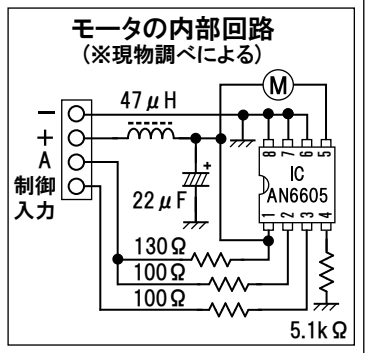 モータの内部回路
(※現物調べによる)
M
47μH
－
＋
A
制御
入力
22μF
+
8 7 6 5
IC
AN6605
1 2 3 4
130Ω
100Ω
100Ω
5.1kΩ